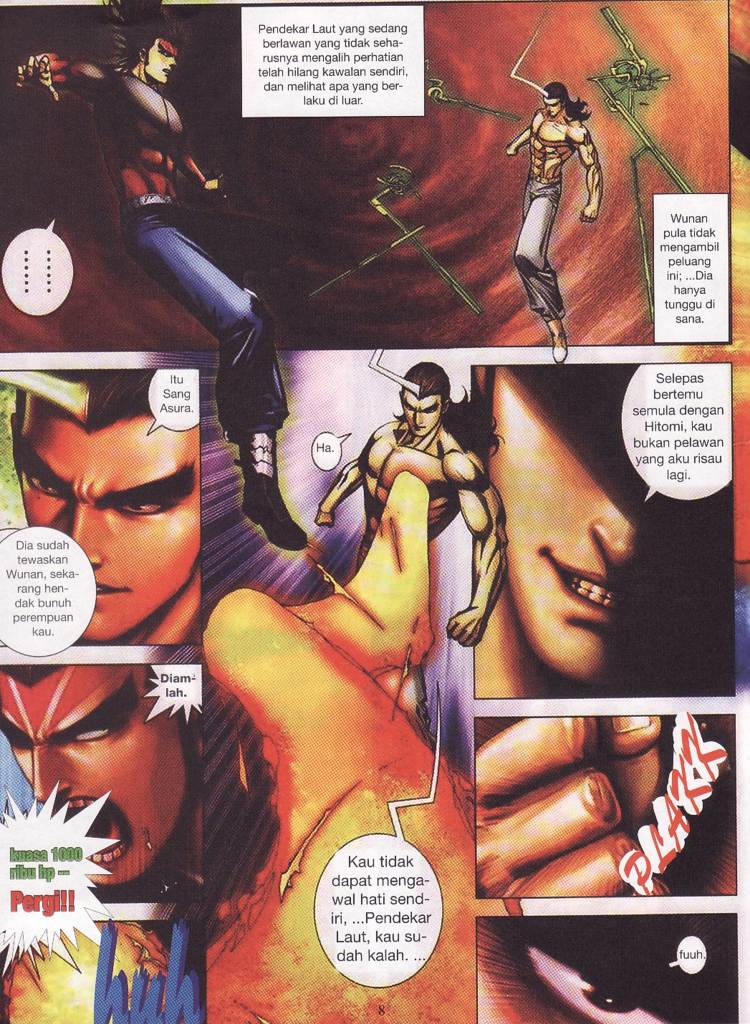 Pendekar Laut yang sedang
berlawan yang tidak seha-
rusnya mengalih perhatian
telah hilang kawalan sendiri,
dan melihat apa yang ber-
laku di luar.
Wunan
pula tidak
mengambil
peluang
ini; ...Dia
hanya
tunggu di
sana.
Itu
Sang
Asura.
Dia sudah
tewaskan
Wunan, seka-
rang hen-
dak bunuh
perempuan
kau.
Ha.
Selepas
bertemu
semula dengan
Hitomi, kau
bukan pelawan
yang aku risau
lagi.
Diam-
lah.
kuasa 1000
ribu hp --
Pergi!!
huh
Kau tidak
dapat menga-
wal hati send-
iri, ...Pendekar
Laut, kau su-
dah kalah. ...
PLAKK
fuuh.
8